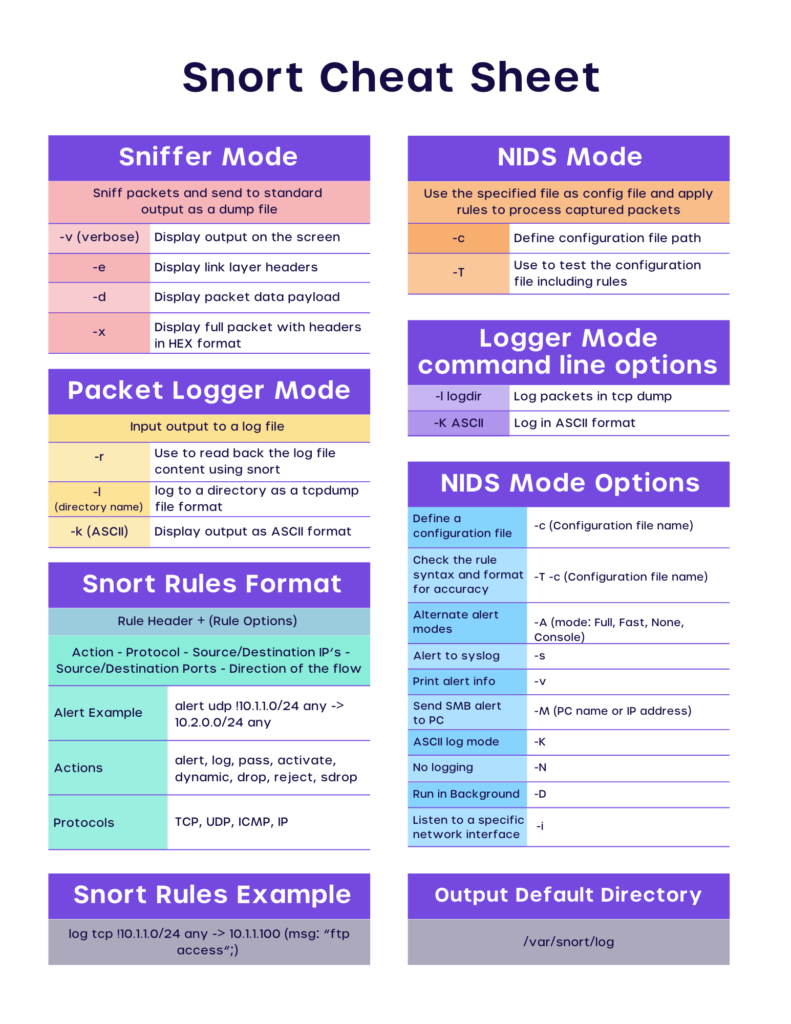 Snort Cheat Sheet
Sniffer Mode
Sniff packets and send to standard
output as a dump file
-v (verbose) Display output on the screen
-e Display link layer headers
-d Display packet data payload
-x Display full packet with headers
in HEX format
Packet Logger Mode
Input output to a log file
-r Use to read back the log file
content using snort
-l log to a directory as a tcpdump
(directory name) file format
-k (ASCII) Display output as ASCII format
Snort Rules Format
Rule Header + (Rule Options)
Action - Protocol - Source/Destination IP's -
Source/Destination Ports - Direction of the flow
Alert Example alert udp !10.1.1.0/24 any ->
10.2.0.0/24 any
Actions alert, log, pass, activate,
dynamic, drop, reject, sdrop
Protocols TCP, UDP, ICMP, IP
Snort Rules Example
log tcp !10.1.1.0/24 any -> 10.1.1.100 (msg: “ftp
access”;)
NIDS Mode
Use the specified file as config file and apply
rules to process captured packets
-c Define configuration file path
-T Use to test the configuration
file including rules
Logger Mode
command line options
-l logdir Log packets in tcp dump
-K ASCII Log in ASCII format
NIDS Mode Options
Define a
configuration file -c (Configuration file name)
Check the rule
syntax and format -T -c (Configuration file name)
for accuracy
Alternate alert
modes -A (mode: Full, Fast, None,
Console)
Alert to syslog -s
Print alert info -v
Send SMB alert
to PC -M (PC name or IP address)
ASCII log mode -K
No logging -N
Run in Background -D
Listen to a specific
network interface -i
Output Default Directory
/var/snort/log